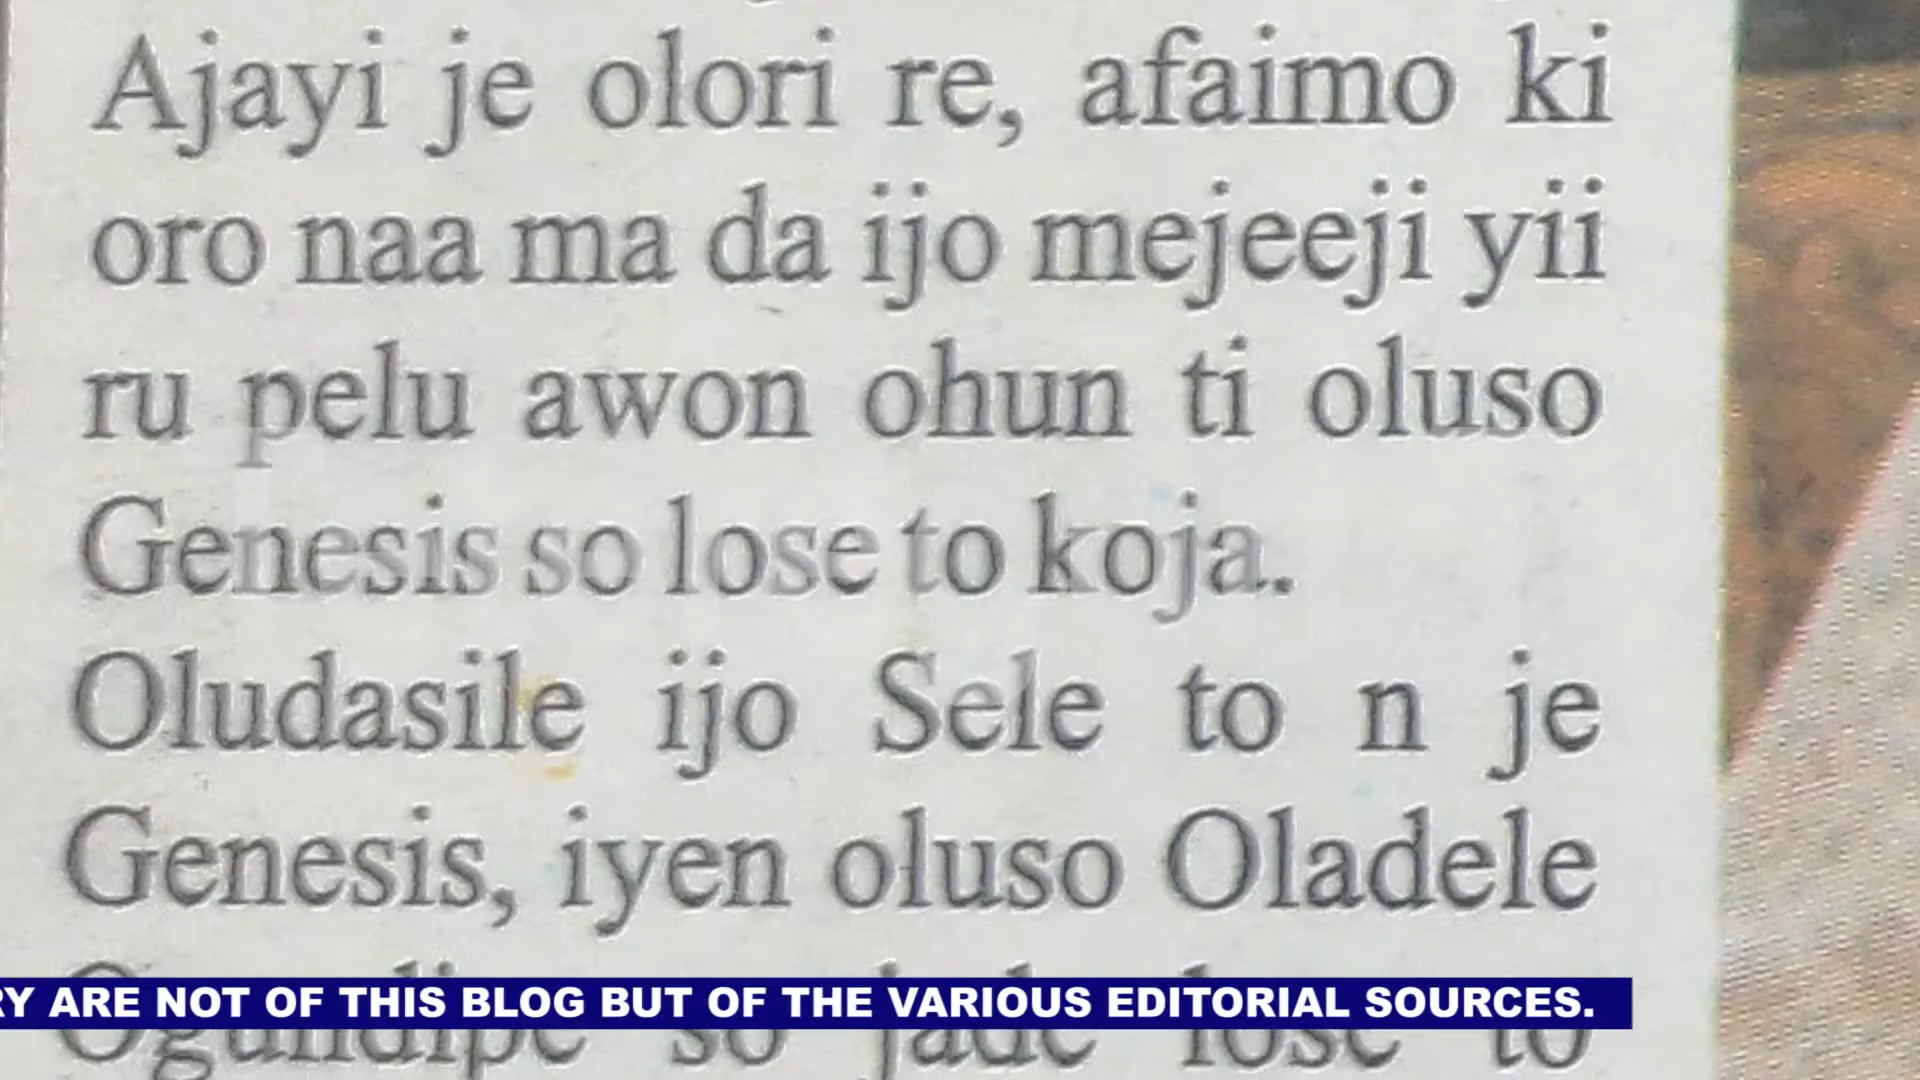 Ajayi je olori re, afaimo ki
oro naa ma da ijo mejeeji yii
ru pelu awon ohun ti oluso
Genesis so lose to koja.
Oludasile ijo Sele to n je
Genesis, iyen oluso Oladele
RY ARE NOT OF THIS BLOG BUT OF THE VARIOUS EDITORIAL SOURCES.
Ogundipe so jade lose to